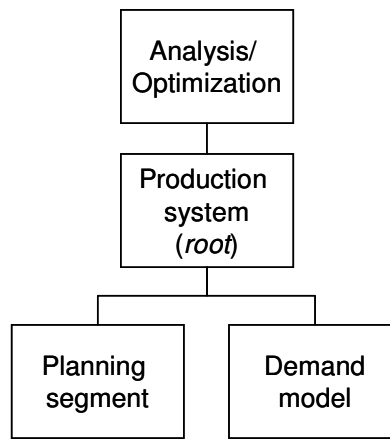 Analysis/
Optimization
Production
system
(root)
Planning
segment
Demand
model